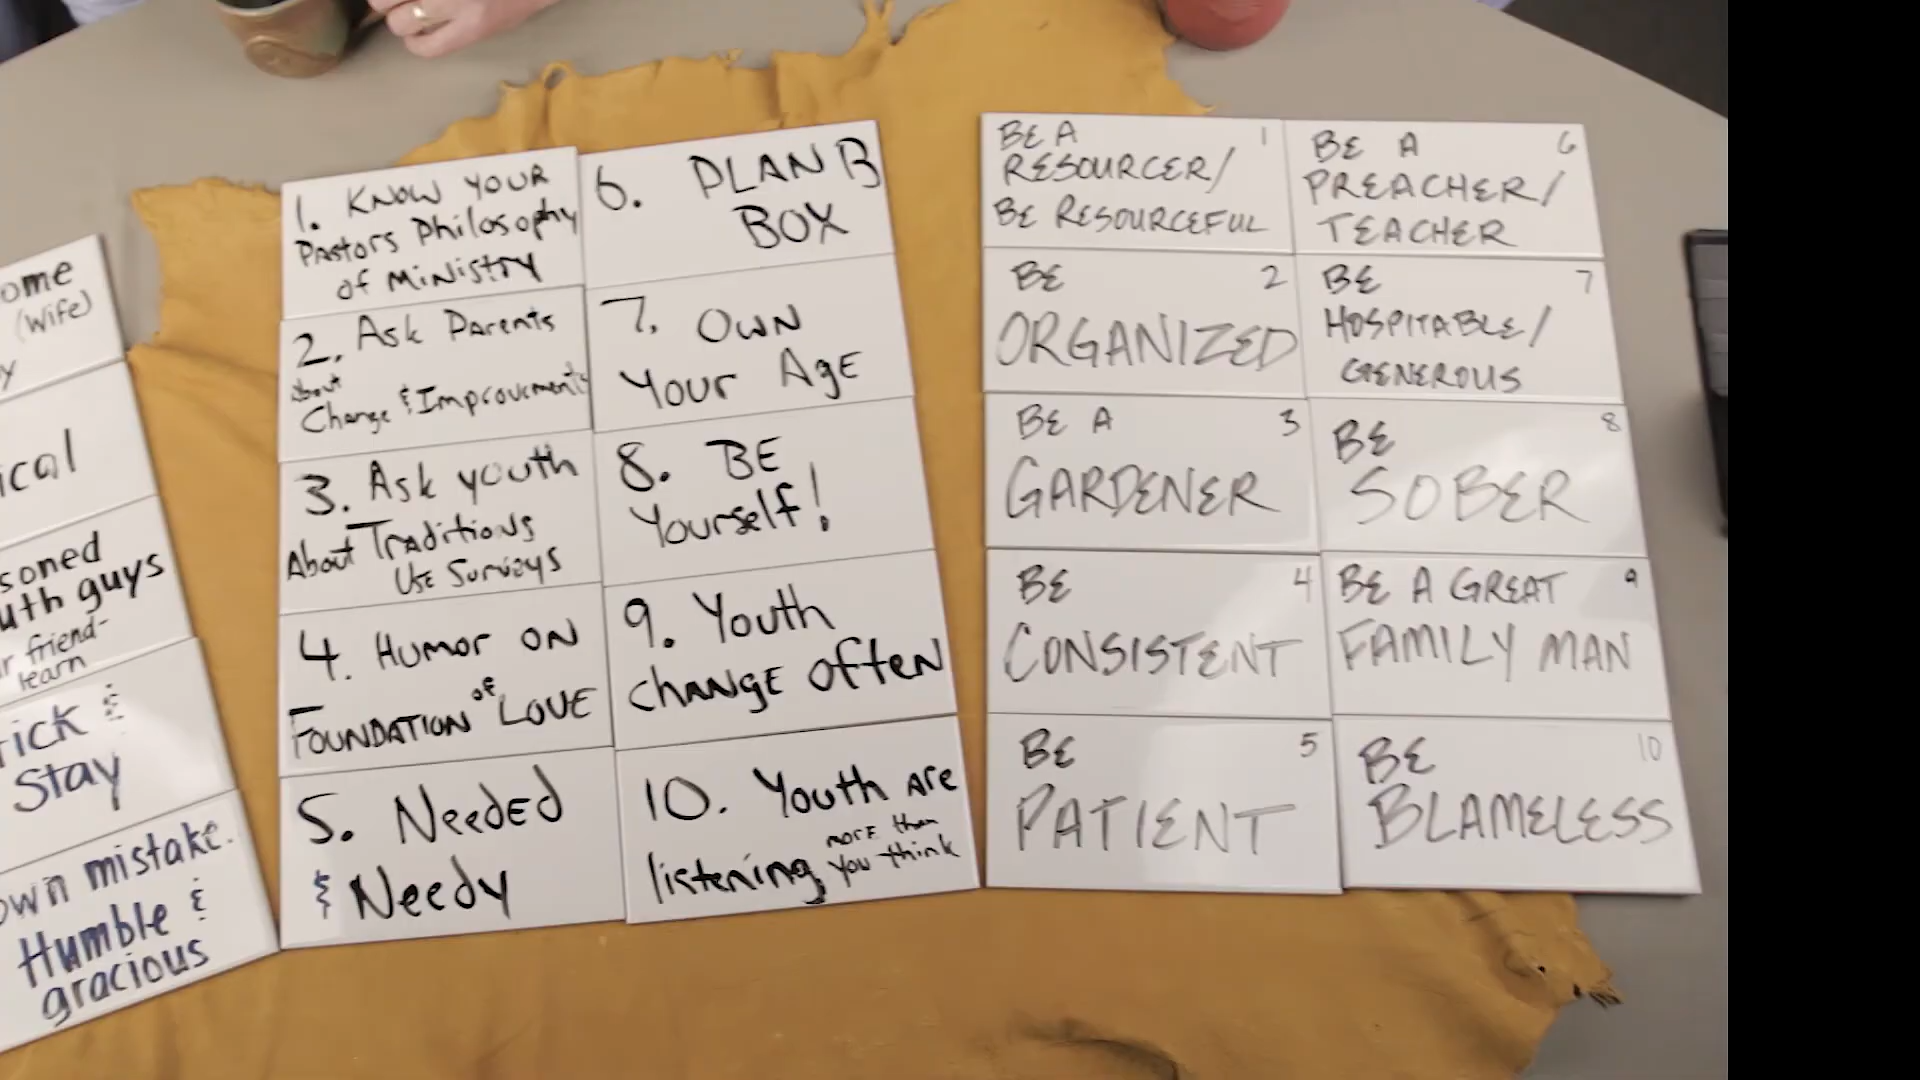 ome
(Wife)
y
ical
soned
uth guys
r friend-
learn
ick &
Stay
own mistake.
Humble &
gracious
1. KNOW YOUR
Pastors Philosophy
of MINISTRY
2. Ask Parents
About
Change & Improvements
3. Ask youth
About Traditions
Use Surveys
4. Humor ON
FOUNDATION of LOVE
5. Needed
& Needy
6. PLAN B
BOX
7. OWN
Your Age
8. BE
Yourself!
9. Youth
change often
10. Youth are
more than
listening you think
BE A 1
RESOURCER/
BE RESOURCEFUL
BE 2
ORGANIZED
BE A 3
GARDENER
BE 4
CONSISTENT
BE 5
PATIENT
BE A 6
PREACHER/
TEACHER
BE 7
HOSPITABLE/
GENEROUS
BE 8
SOBER
BE A GREAT 9
FAMILY MAN
BE 10
BLAMELESS